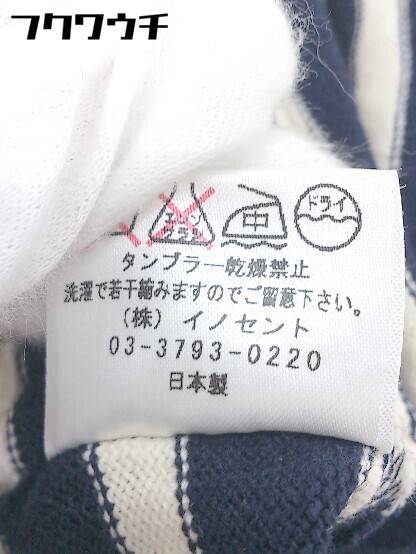 フクワウチ
エンソ
サラシ
中
ドライ
タンブラー乾燥禁止
洗濯で若干縮みますのでご留意下さい。
(株) イノセント
03-3793-0220
日本製